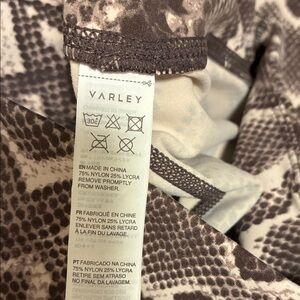 VARLEY
30°
EN MADE IN CHINA
75% NYLON 25% LYCRA
REMOVE PROMPTLY
FROM WASHER.
FR FABRIQUÉ EN CHINE
75% NYLON 25% LYCRA
ENLEVER SANS RETARD
À LA FIN DU LAVAGE.
PT FABRICADO NA CHINA
75% NYLON 25% LYCRA
RETIRE SEM ATRASO
NO FINAL DA LAVAGEM.